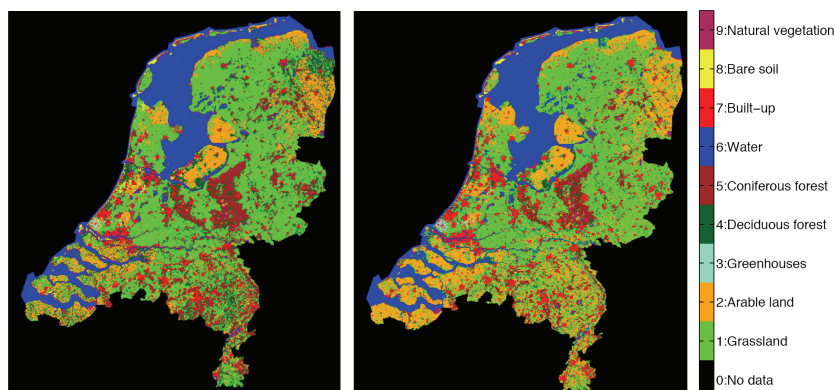 9:Natural vegetation
8:Bare soil
7:Built-up
6:Water
5:Coniferous forest
4:Deciduous forest
3:Greenhouses
2:Arable land
1:Grassland
0:No data